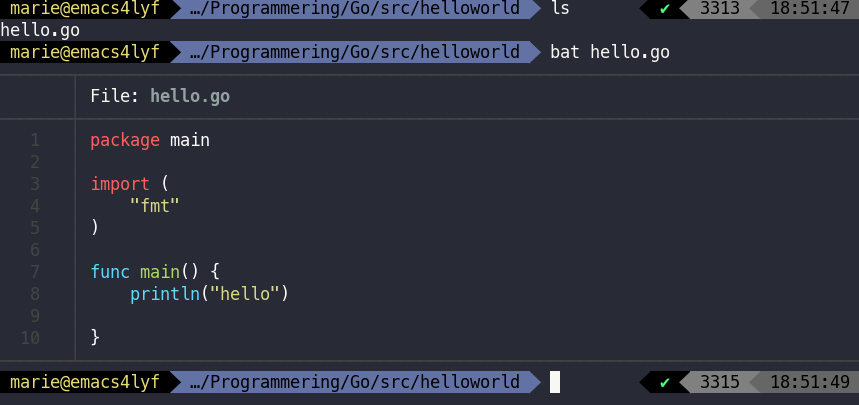 marie@emacs4lyf …/Programmering/Go/src/helloworld ls ✔ 3313 18:51:47
hello.go
marie@emacs4lyf …/Programmering/Go/src/helloworld bat hello.go
File: hello.go
1 package main
2
3 import (
4 "fmt"
5 )
6
7 func main() {
8 println("hello")
9
10 }
marie@emacs4lyf …/Programmering/Go/src/helloworld ✔ 3315 18:51:49